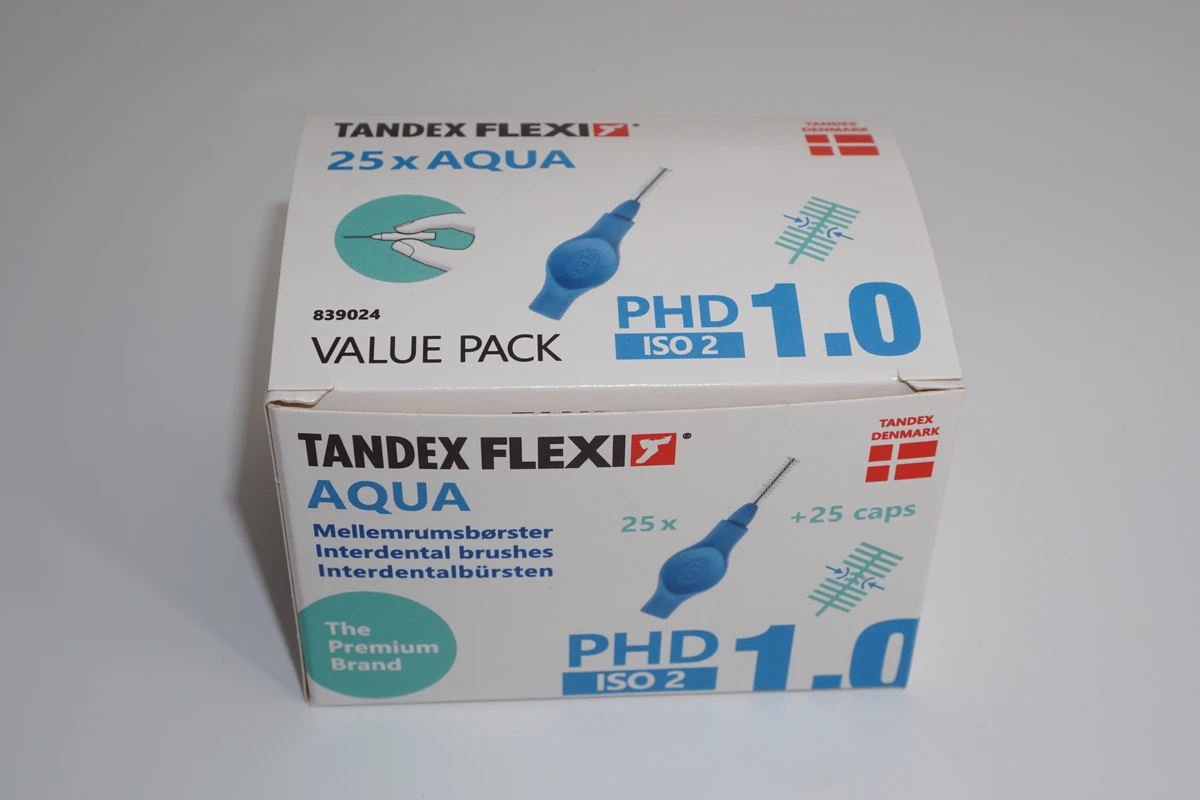 TANDEX FLEXI
25 x AQUA
TANDEX
DENMARK
FLEXI
839024
VALUE PACK
PHD 1.0
ISO 2
TANDEX FLEXI ®
AQUA
TANDEX
DENMARK
Mellemrumsbørster
Interdental brushes
Interdentalbürsten
25 x
+25 caps
The
Premium
Brand
PHD 1.0
ISO 2